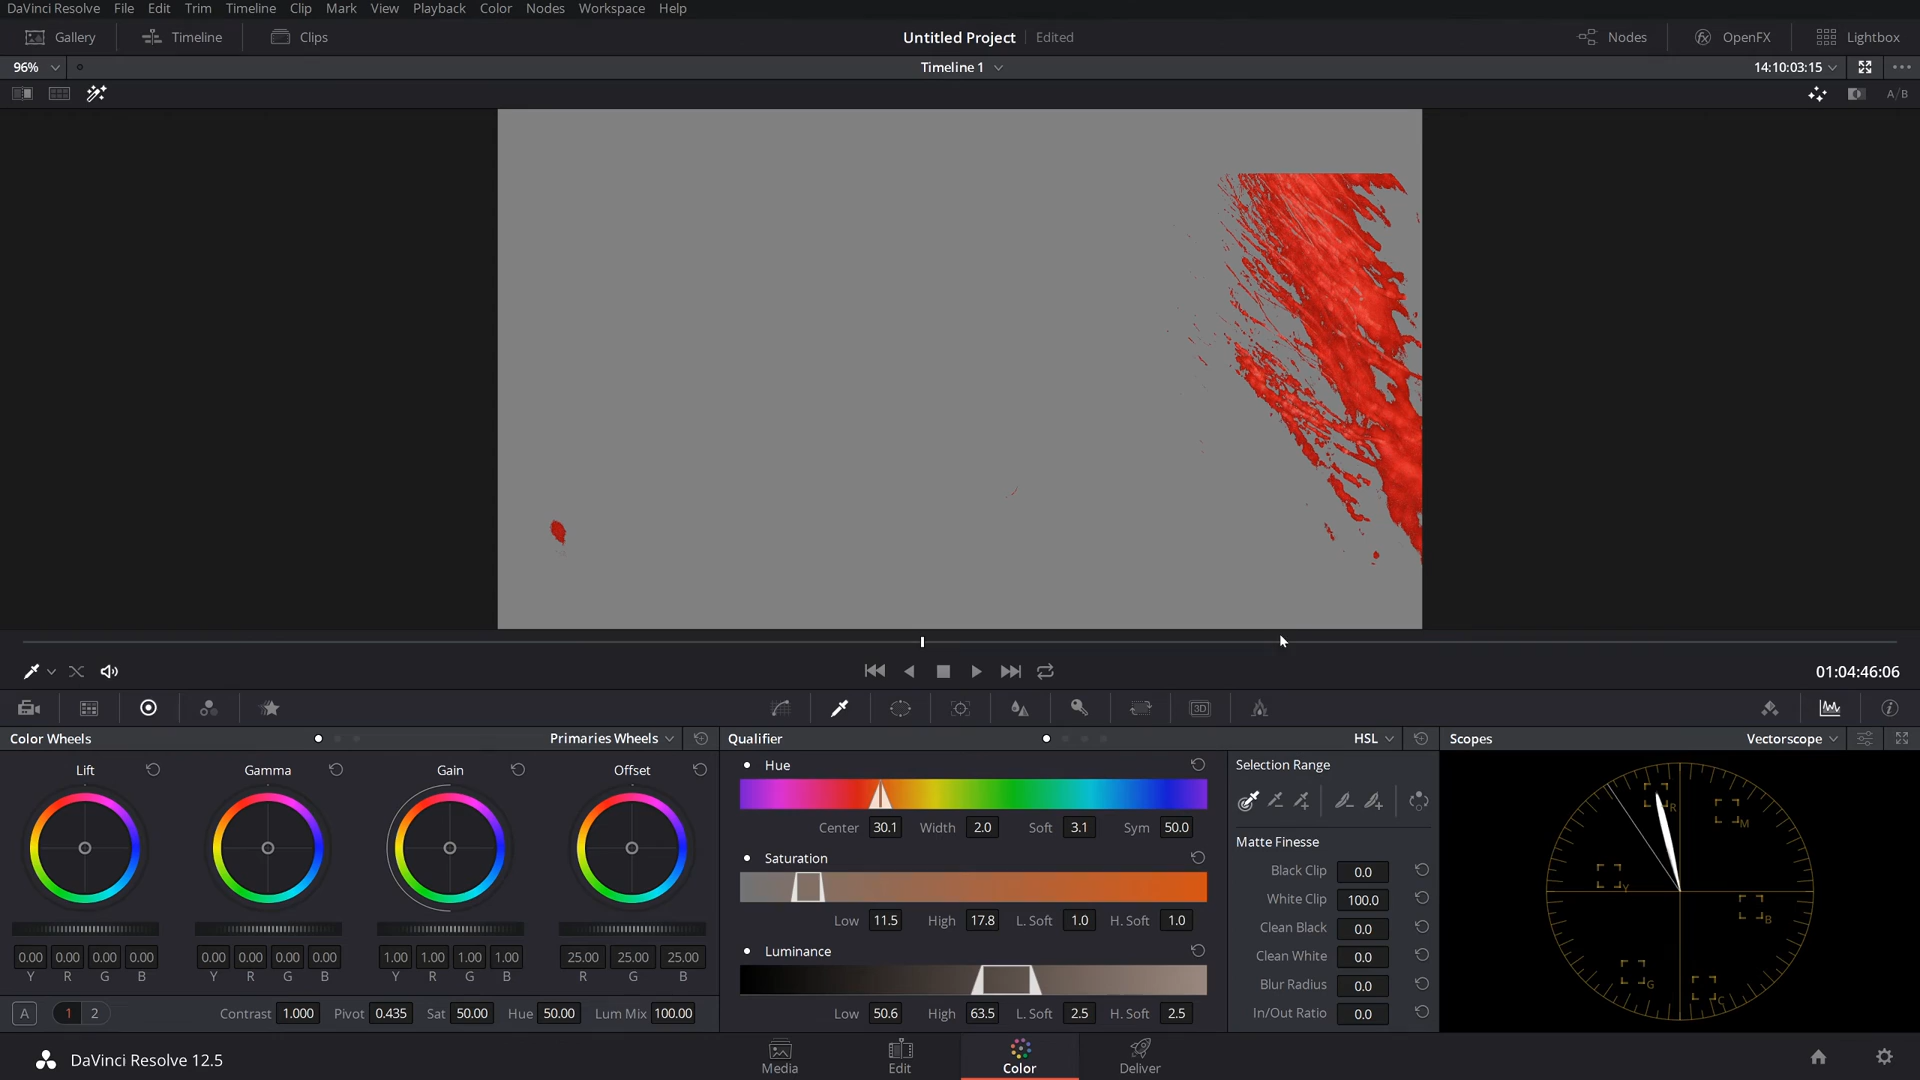 DaVinci Resolve File Edit Trim Timeline Clip Mark View Playback Color Nodes Workspace Help
Gallery Timeline Clips Untitled Project Edited Nodes OpenFX Lightbox
96% Timeline 1 14:10:03:15
A/B
01:04:46:06
3D
Color Wheels Primaries Wheels Qualifier HSL Scopes Vectorscope
Lift Gamma Gain Offset
Hue
Center 30.1 Width 2.0 Soft 3.1 Sym 50.0
Saturation
Low 11.5 High 17.8 L. Soft 1.0 H. Soft 1.0
Luminance
Low 50.6 High 63.5 L. Soft 2.5 H. Soft 2.5
Selection Range
Matte Finesse
Black Clip 0.0
White Clip 100.0
Clean Black 0.0
Clean White 0.0
Blur Radius 0.0
In/Out Ratio 0.0
R M Y B G C
0.00 0.00 0.00 0.00 0.00 0.00 0.00 0.00 1.00 1.00 1.00 1.00 25.00 25.00 25.00
Y R G B Y R G B Y R G B R G B
A 1 2 Contrast 1.000 Pivot 0.435 Sat 50.00 Hue 50.00 Lum Mix 100.00
DaVinci Resolve 12.5 Media Edit Color Deliver